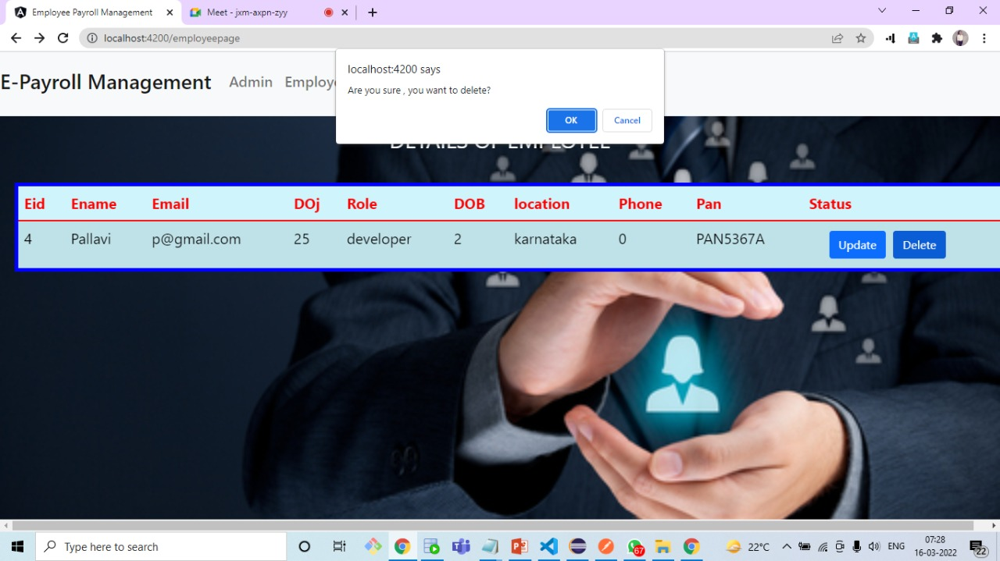 Employee Payroll Management
Meet - jxm-axpn-zyy
localhost:4200/employeepage
E-Payroll Management Admin
localhost:4200 says
Are you sure , you want to delete?
OK Cancel
DETAILS OF EMPLOYEE
Eid Ename Email DOj Role DOB location Phone Pan Status
4 Pallavi p@gmail.com 25 developer 2 karnataka 0 PAN5367A Update Delete
Type here to search
67
22°C
ENG
07:28
16-03-2022
22